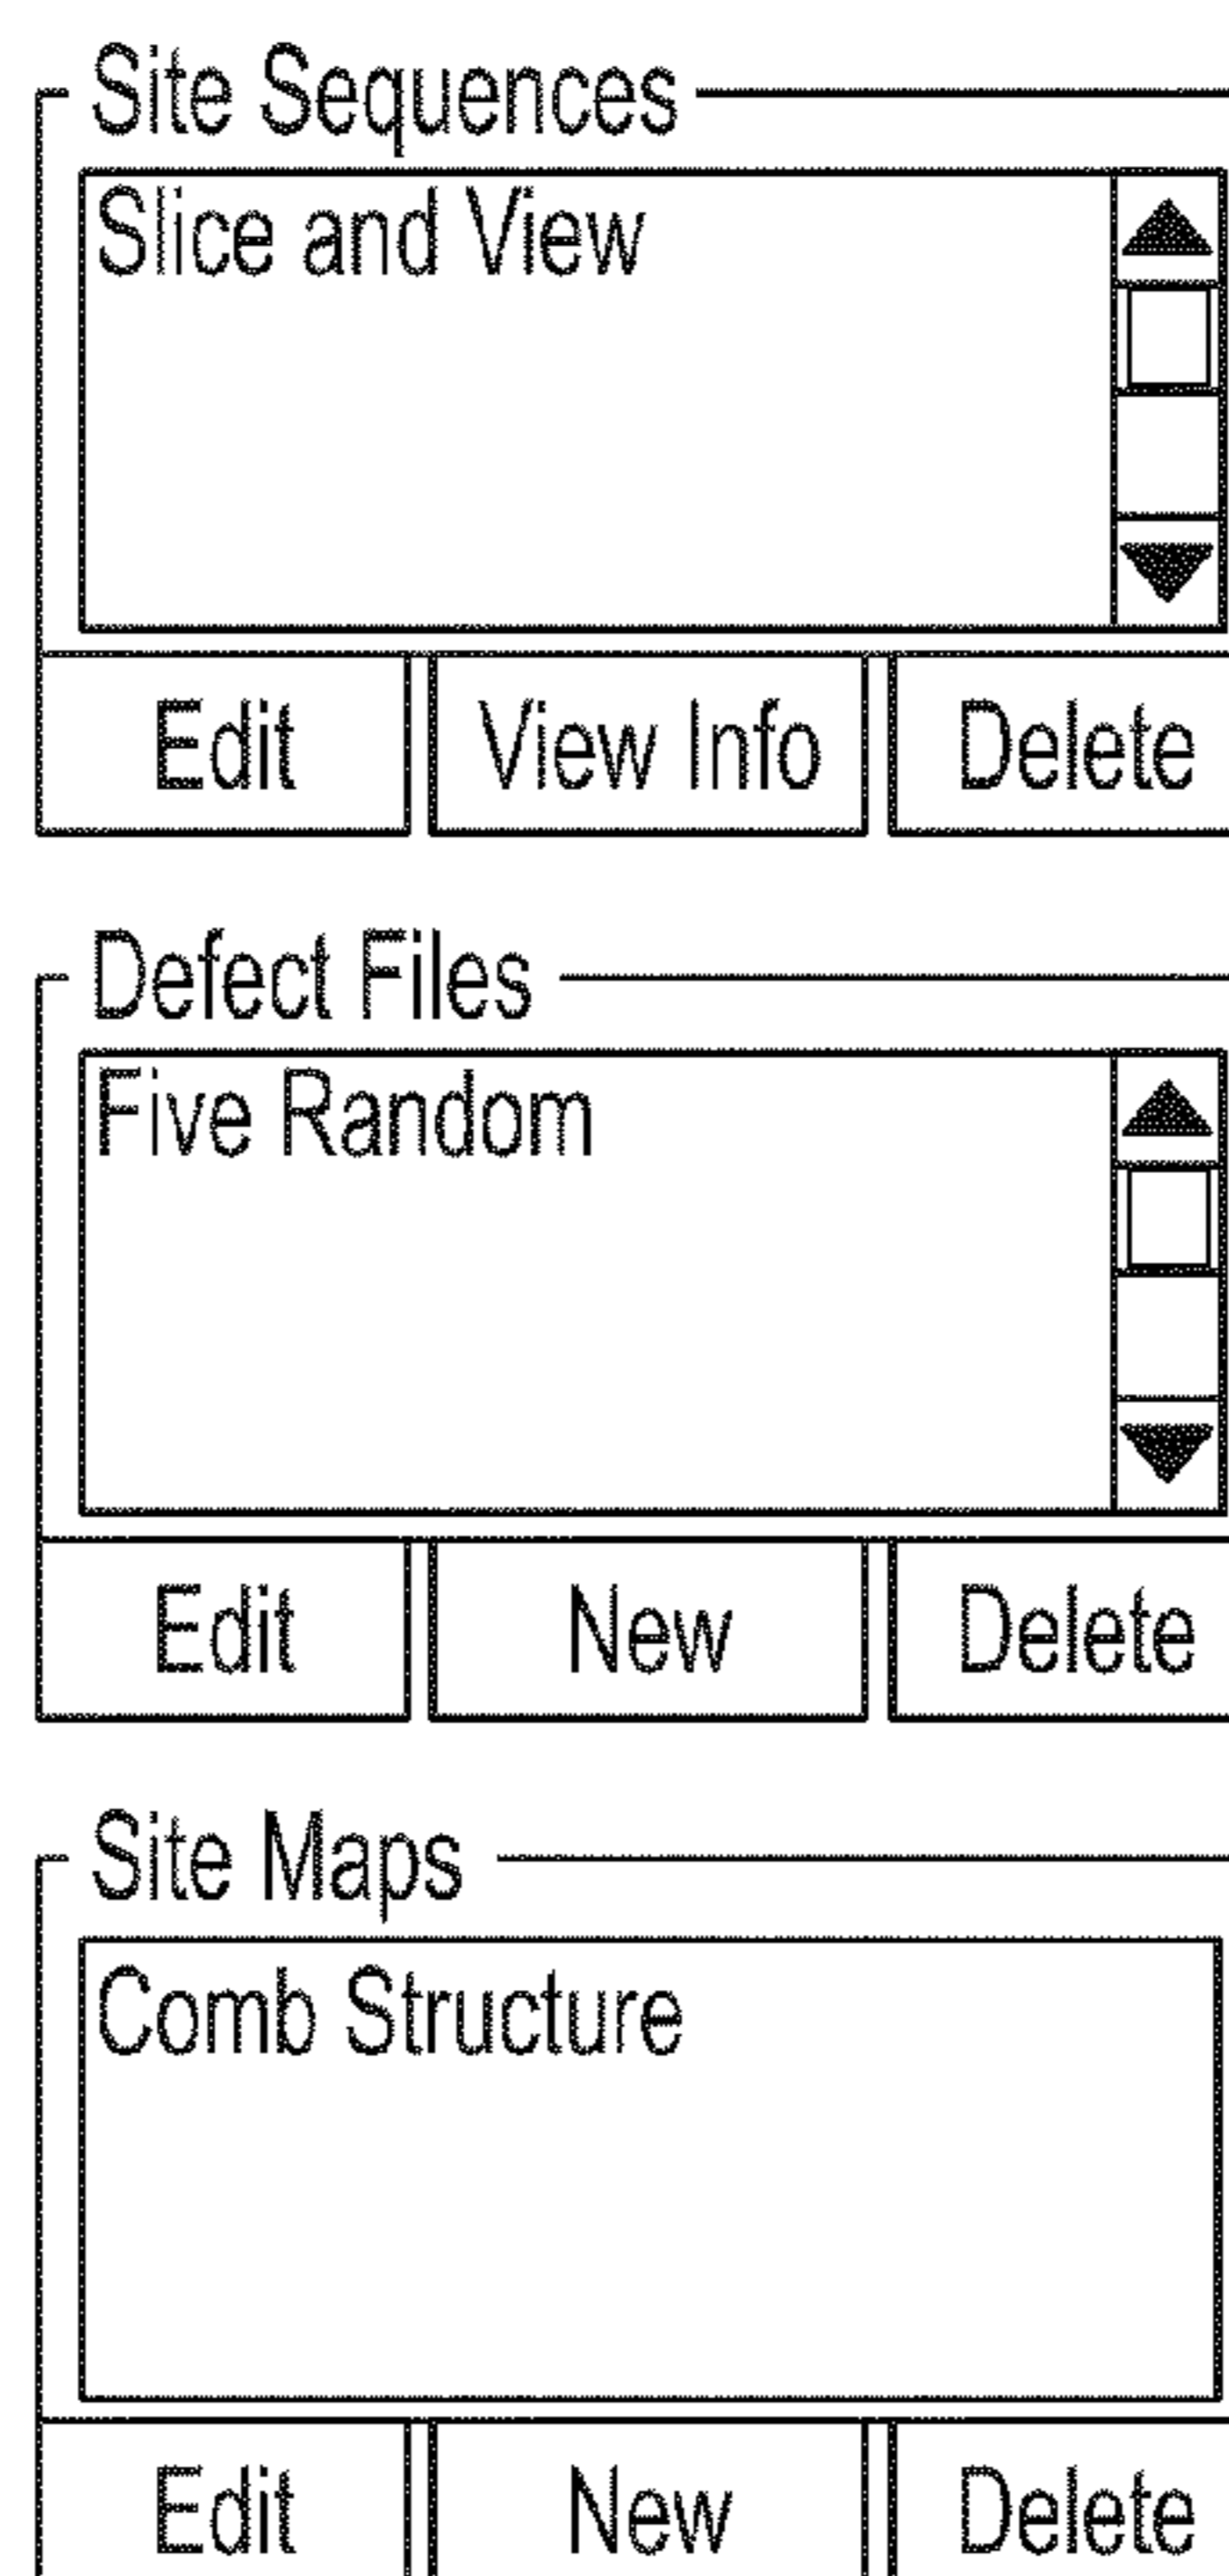 Site Sequences
Slice and View
Edit View Info Delete
Defect Files
Five Random
Edit New Delete
Site Maps
Comb Structure
Edit New Delete